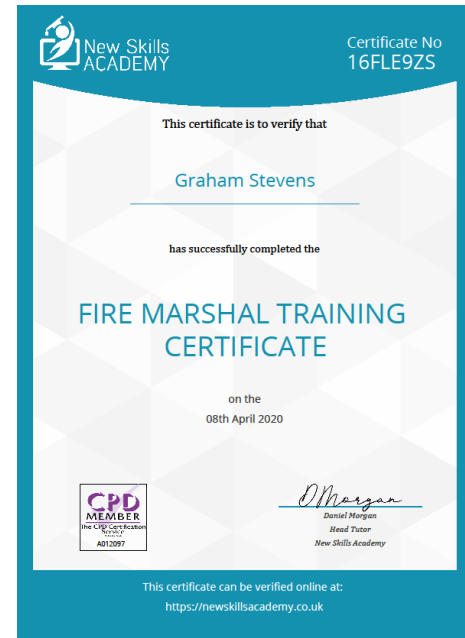 New Skills
ACADEMY
Certificate No
16FLE9ZS
This certificate is to verify that
Graham Stevens
has successfully completed the
FIRE MARSHAL TRAINING
CERTIFICATE
on the
08th April 2020
CPD
MEMBER
The CPD Certification
Service
A012097
DMorgan
Daniel Morgan
Head Tutor
New Skills Academy
This certificate can be verified online at:
https://newskillsacademy.co.uk